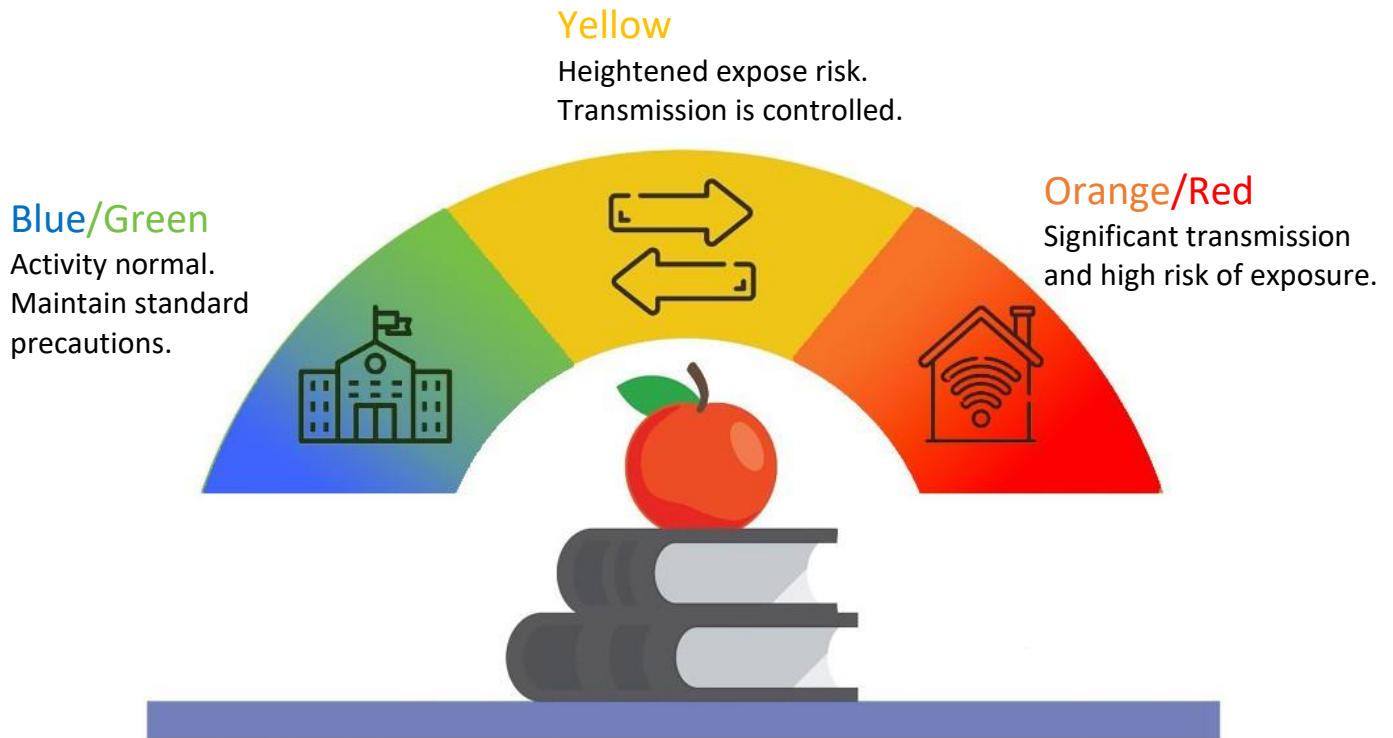 Yellow
Heightened expose risk.
Transmission is controlled.
Blue/Green
Activity normal.
Maintain standard
precautions.
Orange/Red
Significant transmission
and high risk of exposure.